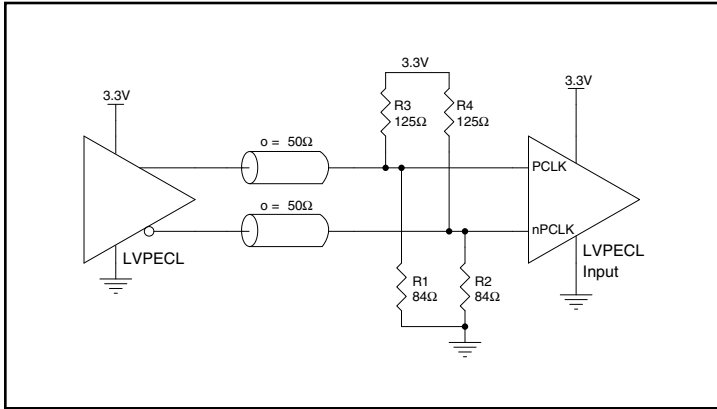 3.3V
3.3V
3.3V
R3
125Ω
R4
125Ω
o = 50Ω
PCLK
o = 50Ω
nPCLK
LVPECL
LVPECL
Input
R1
84Ω
R2
84Ω